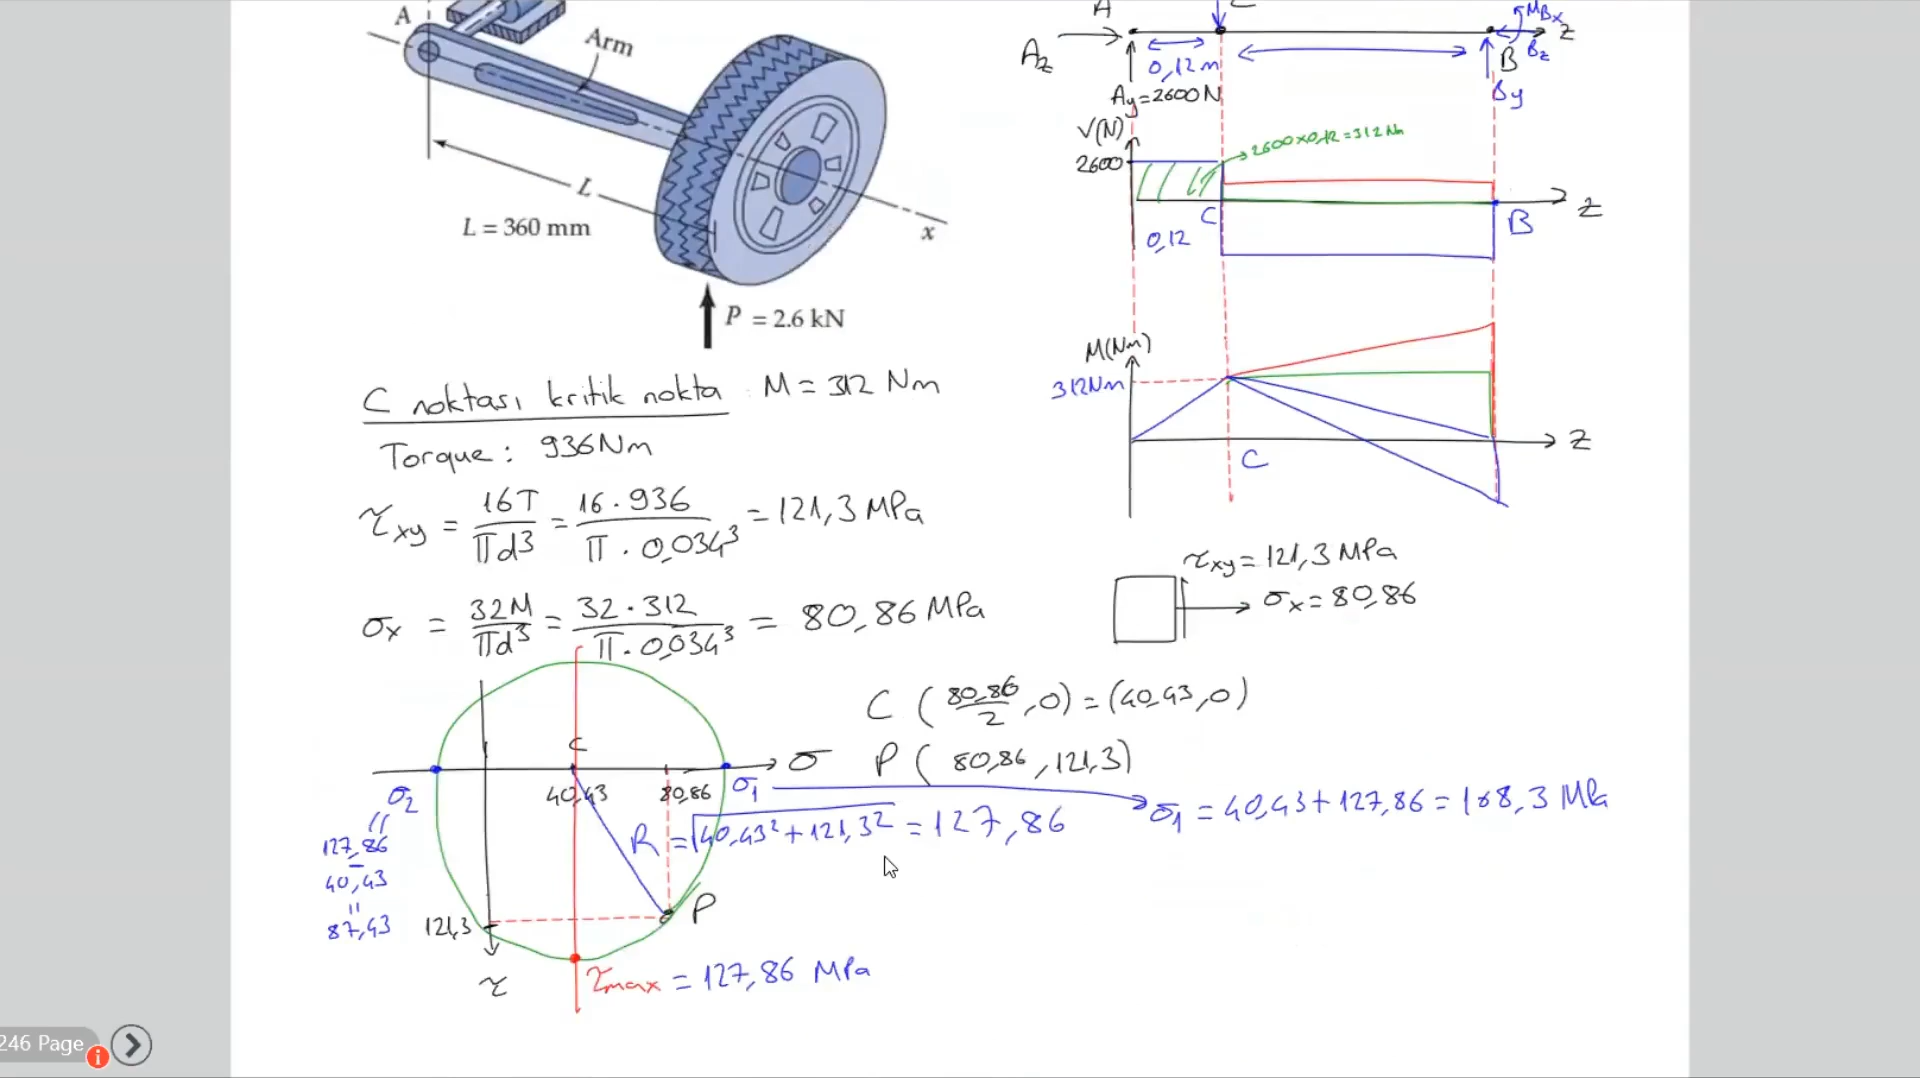 A
Arm
L
L = 360 mm
x
P = 2.6 kN
A
Az
0,12 m
Ay=2600 N
MBx
z
Bz
B
By
V(N)
2600
2600x0,12=312 Nm
C
0,12
B
z
M(Nm)
312Nm
C
z
C noktası kritik nokta M = 312 Nm
Torque: 936Nm
τxy = 16T/πd³ = 16·936/π·0,034³ = 121,3 MPa
σx = 32M/πd³ = 32·312/π·0,034³ = 80,86 MPa
τxy = 121,3 MPa
σx = 80,86
C (80,86/2 ,0) = (40,43,0)
P (80,86 ,121,3)
C
σ
σ2
40,43
80,86
σ1
σ1 = 40,43+127,86 = 168,3 MPa
R = √40,43²+121,3² = 127,86
127,86
-
40,43
=
87,43
121,3
P
τ
τmax = 127,86 MPa
246 Page